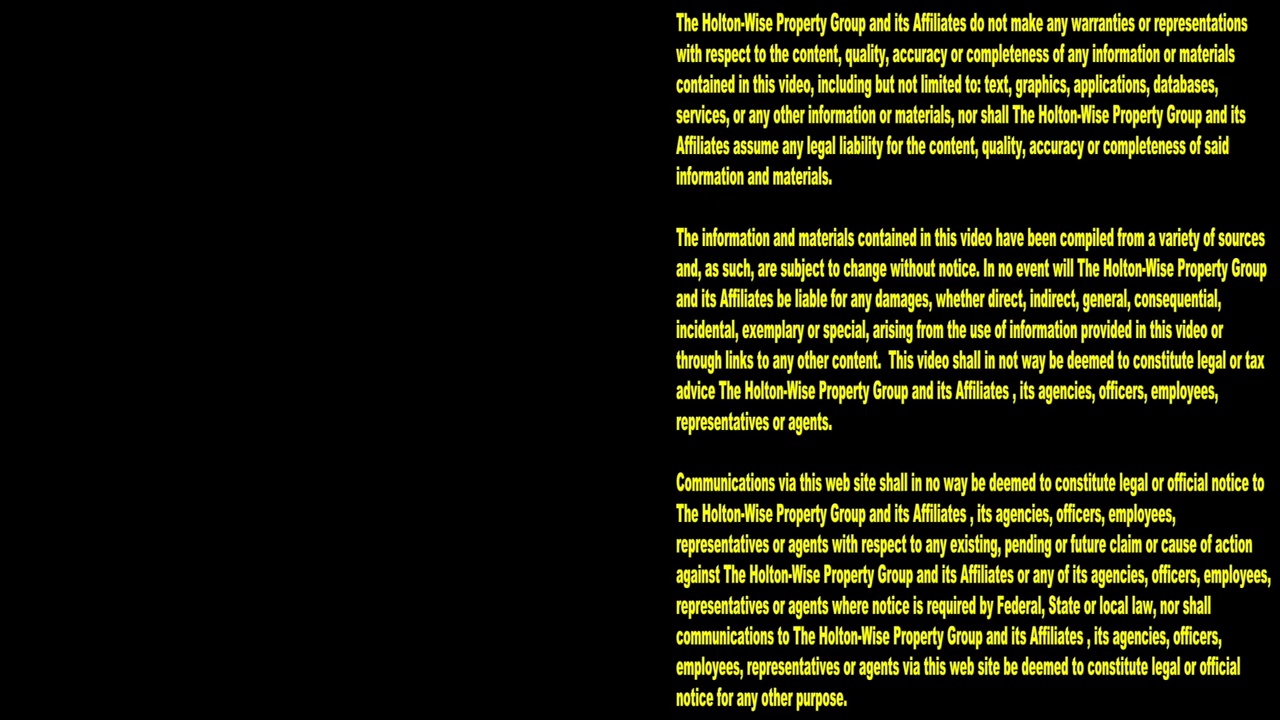 The Holton-Wise Property Group and its Affiliates do not make any warranties or representations
with respect to the content, quality, accuracy or completeness of any information or materials
contained in this video, including but not limited to: text, graphics, applications, databases,
services, or any other information or materials, nor shall The Holton-Wise Property Group and its
Affiliates assume any legal liability for the content, quality, accuracy or completeness of said
information and materials.
The information and materials contained in this video have been compiled from a variety of sources
and, as such, are subject to change without notice. In no event will The Holton-Wise Property Group
and its Affiliates be liable for any damages, whether direct, indirect, general, consequential,
incidental, exemplary or special, arising from the use of information provided in this video or
through links to any other content.  This video shall in not way be deemed to constitute legal or tax
advice The Holton-Wise Property Group and its Affiliates , its agencies, officers, employees,
representatives or agents.
Communications via this web site shall in no way be deemed to constitute legal or official notice to
The Holton-Wise Property Group and its Affiliates , its agencies, officers, employees,
representatives or agents with respect to any existing, pending or future claim or cause of action
against The Holton-Wise Property Group and its Affiliates or any of its agencies, officers, employees,
representatives or agents where notice is required by Federal, State or local law, nor shall
communications to The Holton-Wise Property Group and its Affiliates , its agencies, officers,
employees, representatives or agents via this web site be deemed to constitute legal or official
notice for any other purpose.